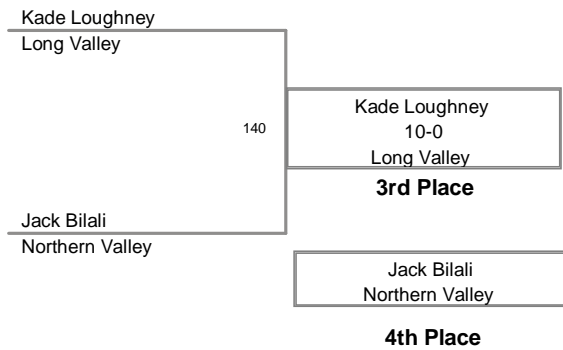 Kade Loughney
Long Valley
140
Kade Loughney
10-0
Long Valley
3rd Place
Jack Bilali
Northern Valley
Jack Bilali
Northern Valley
4th Place